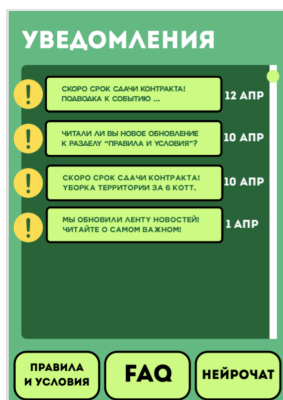 УВЕДОМЛЕНИЯ
! СКОРО СРОК СДАЧИ КОНТРАКТА! 12 АПР
ПОДВОДКА К СОБЫТИЮ ...
! ЧИТАЛИ ЛИ ВЫ НОВОЕ ОБНОВЛЕНИЕ 10 АПР
К РАЗДЕЛУ "ПРАВИЛА И УСЛОВИЯ"?
! СКОРО СРОК СДАЧИ КОНТРАКТА! 10 АПР
УБОРКА ТЕРРИТОРИИ ЗА 6 КОТТ.
! МЫ ОБНОВИЛИ ЛЕНТУ НОВОСТЕЙ! 1 АПР
ЧИТАЙТЕ О САМОМ ВАЖНОМ!
ПРАВИЛА
И УСЛОВИЯ
FAQ
НЕЙРОЧАТ